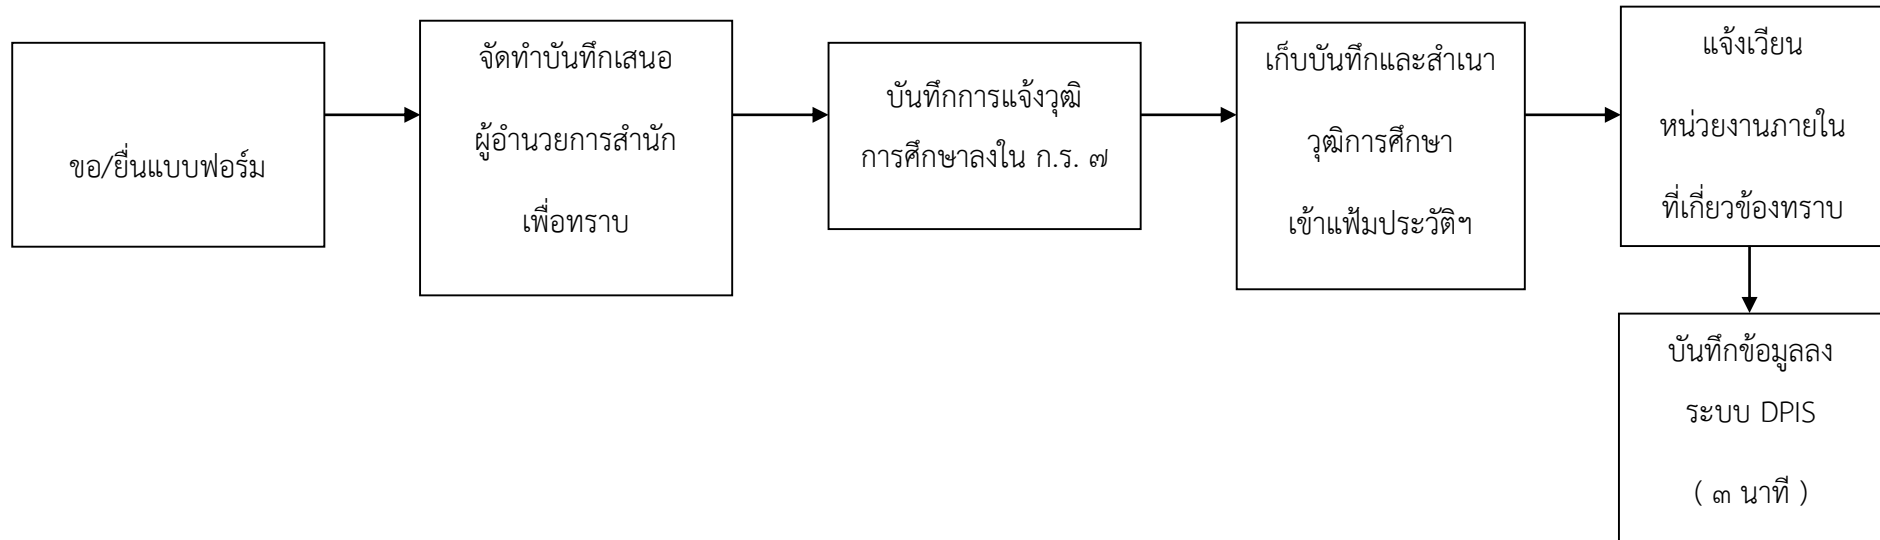 ขอ/ยื่นแบบฟอร์ม
จัดทำบันทึกเสนอ
ผู้อำนวยการสำนัก
เพื่อทราบ
บันทึกการแจ้งวุฒิ
การศึกษาลงใน ก.ร. ๗
เก็บบันทึกและสำเนา
วุฒิการศึกษา
เข้าแฟ้มประวัติฯ
แจ้งเวียน
หน่วยงานภายใน
ที่เกี่ยวข้องทราบ
บันทึกข้อมูลลง
ระบบ DPIS
( ๓ นาที )